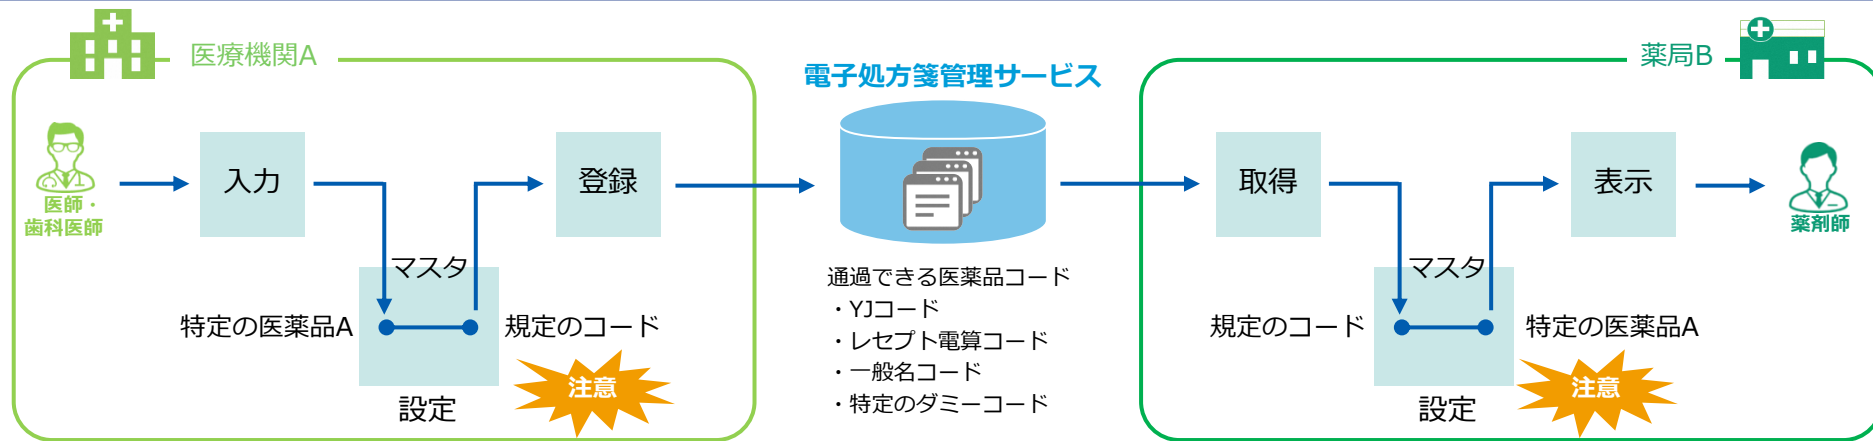 医療機関A
薬局B
電子処方箋管理サービス
医師・
歯科医師
入力
登録
マスタ
特定の医薬品A
規定のコード
設定
注意
通過できる医薬品コード
・YJコード
・レセプト電算コード
・一般名コード
・特定のダミーコード
取得
表示
薬剤師
マスタ
規定のコード
特定の医薬品A
設定
注意